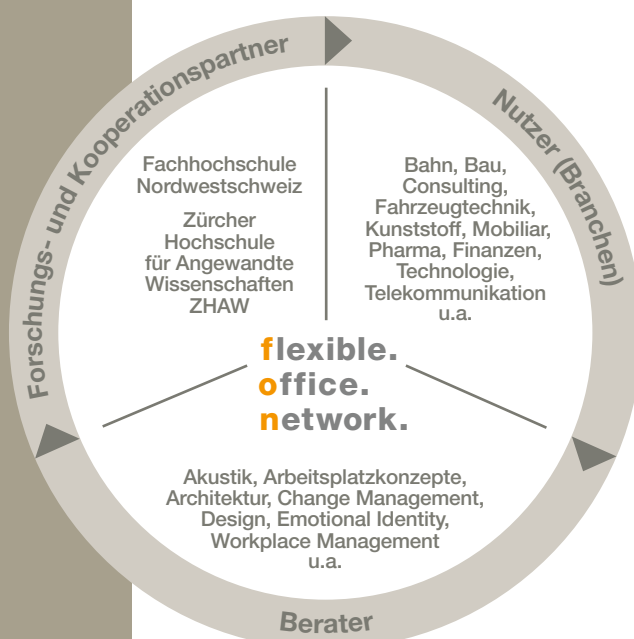 Forschungs- und Kooperationspartner
Nutzer (Branchen)
Fachhochschule
Nordwestschweiz
Zürcher
Hochschule
für Angewandte
Wissenschaften
ZHAW
Bahn, Bau,
Consulting,
Fahrzeugtechnik,
Kunststoff, Mobiliar,
Pharma, Finanzen,
Technologie,
Telekommunikation
u.a.
flexible.
office.
network.
Akustik, Arbeitsplatzkonzepte,
Architektur, Change Management,
Design, Emotional Identity,
Workplace Management
u.a.
Berater